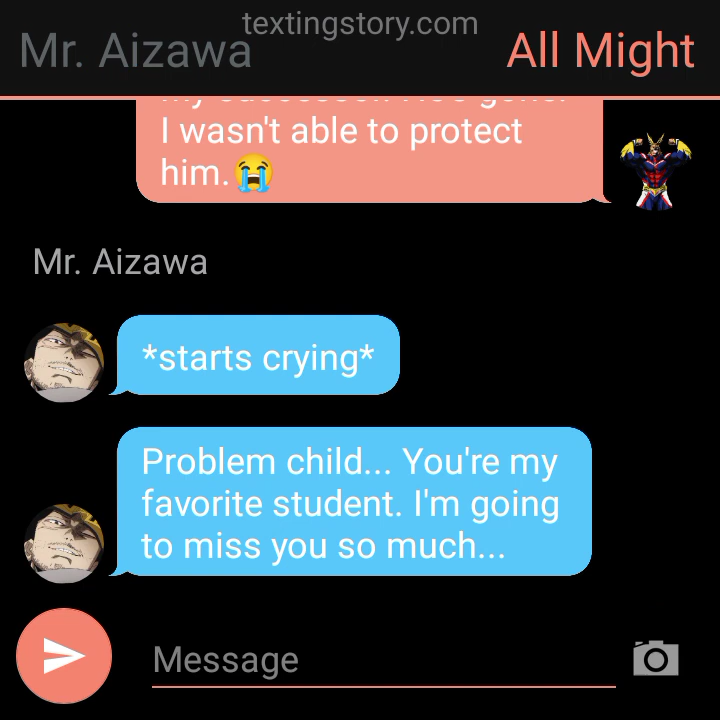 textingstory.com
Mr. Aizawa
All Might
I wasn't able to protect
him.😭
Mr. Aizawa
*starts crying*
Problem child... You're my
favorite student. I'm going
to miss you so much...
Message